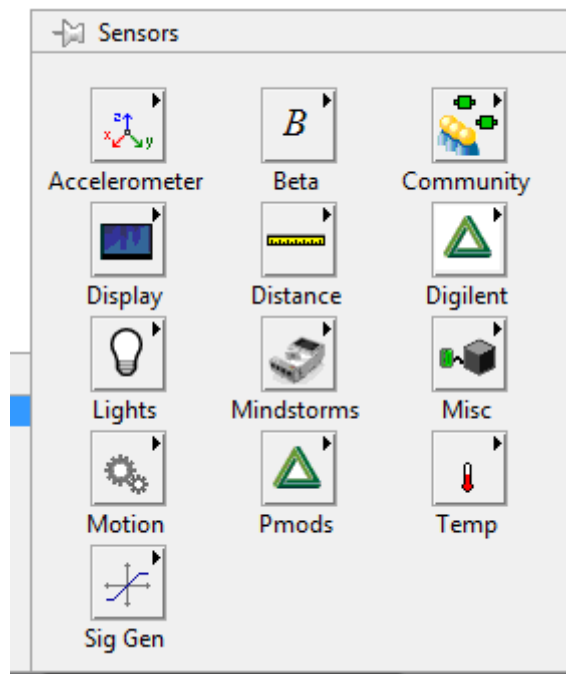 Sensors
B
Accelerometer Beta Community
Display Distance Digilent
Lights Mindstorms Misc
Motion Pmods Temp
Sig Gen